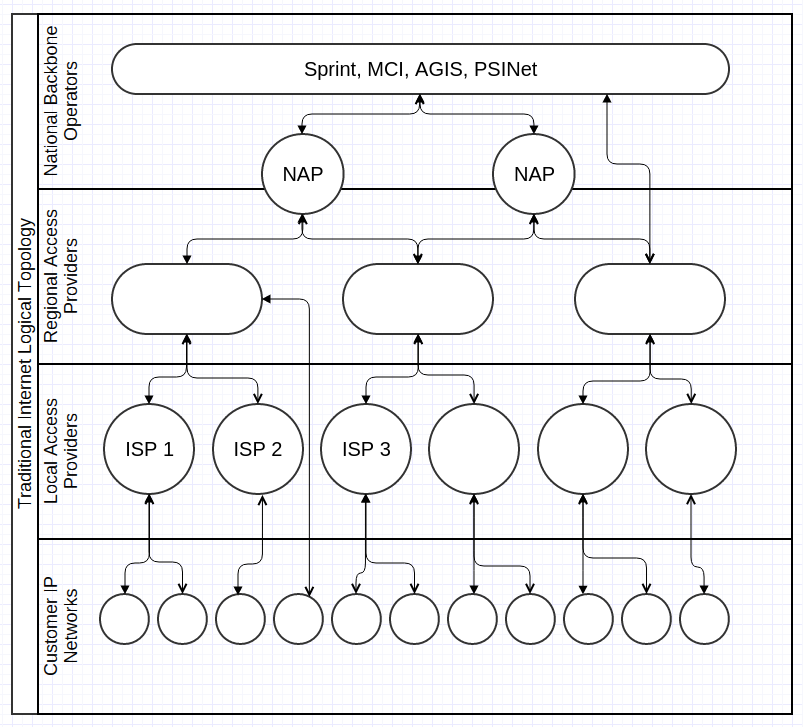 Traditional Internet Logical Topology
National Backbone
Operators
Sprint, MCI, AGIS, PSINet
NAP
NAP
Regional Access
Providers
Local Access
Providers
ISP 1
ISP 2
ISP 3
Customer IP
Networks